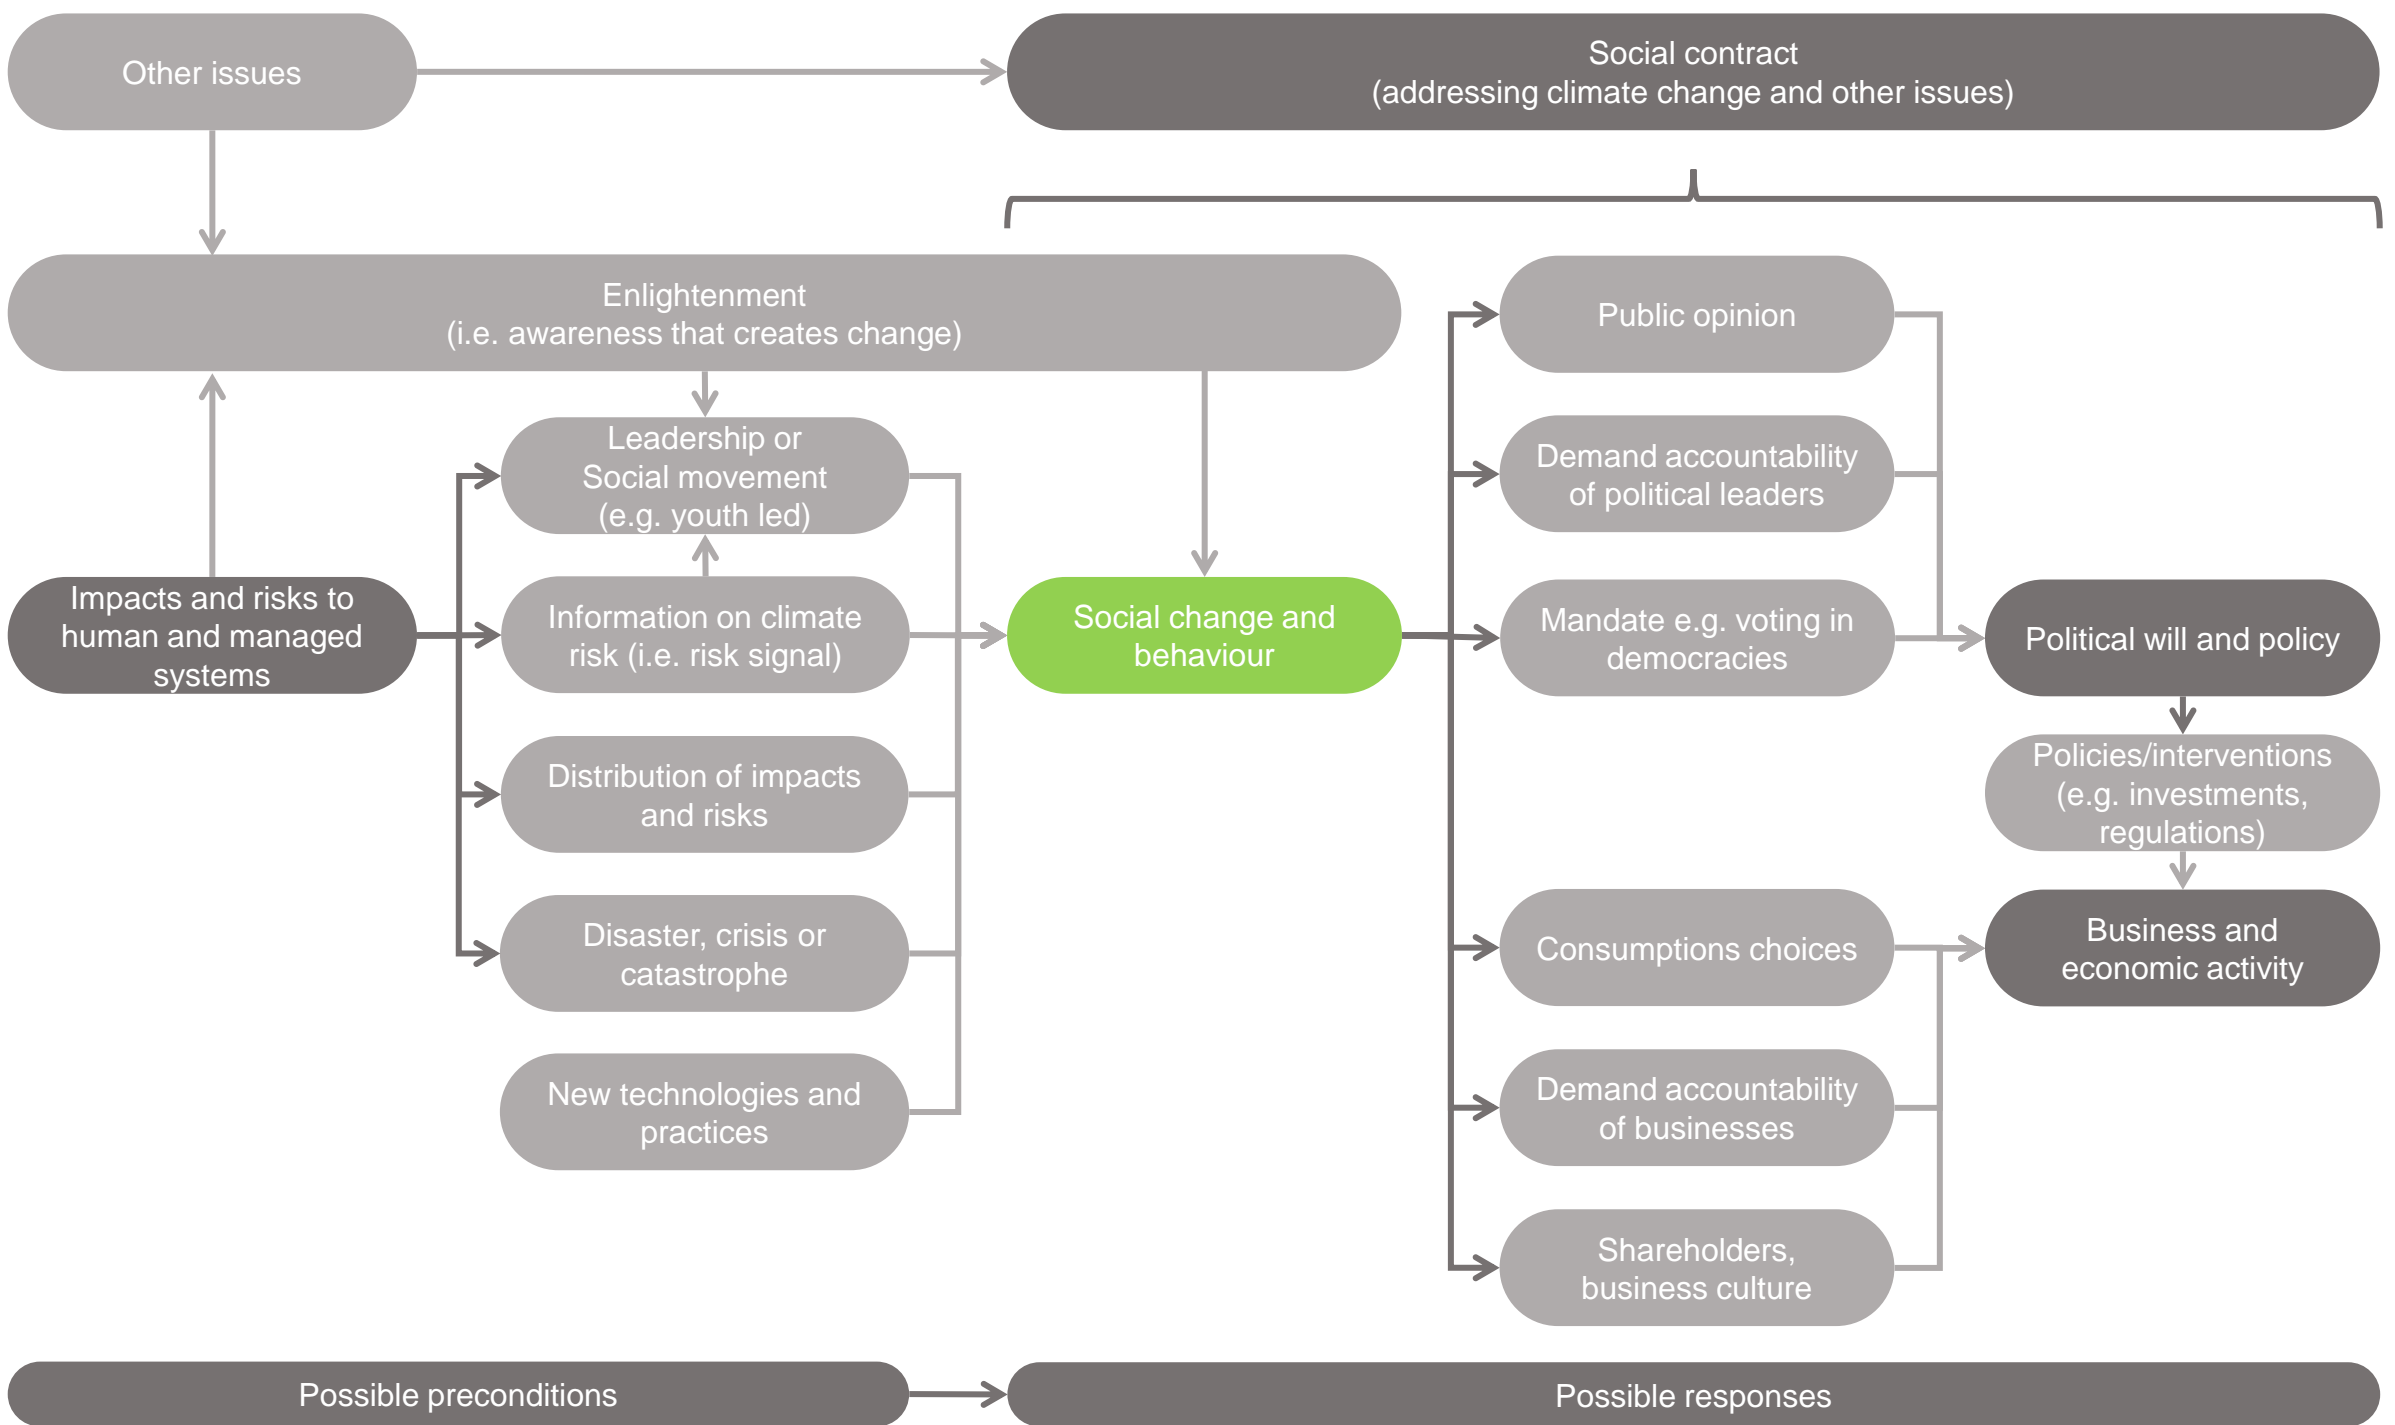 Other issues
Social contract
(addressing climate change and other issues)
Enlightenment
(i.e. awareness that creates change)
Public opinion
Leadership or
Social movement
(e.g. youth led)
Demand accountability
of political leaders
Impacts and risks to
human and managed
systems
Information on climate
risk (i.e. risk signal)
Social change and
behaviour
Mandate e.g. voting in
democracies
Political will and policy
Distribution of impacts
and risks
Policies/interventions
(e.g. investments,
regulations)
Disaster, crisis or
catastrophe
Consumptions choices
Business and
economic activity
New technologies and
practices
Demand accountability
of businesses
Shareholders,
business culture
Possible preconditions
Possible responses